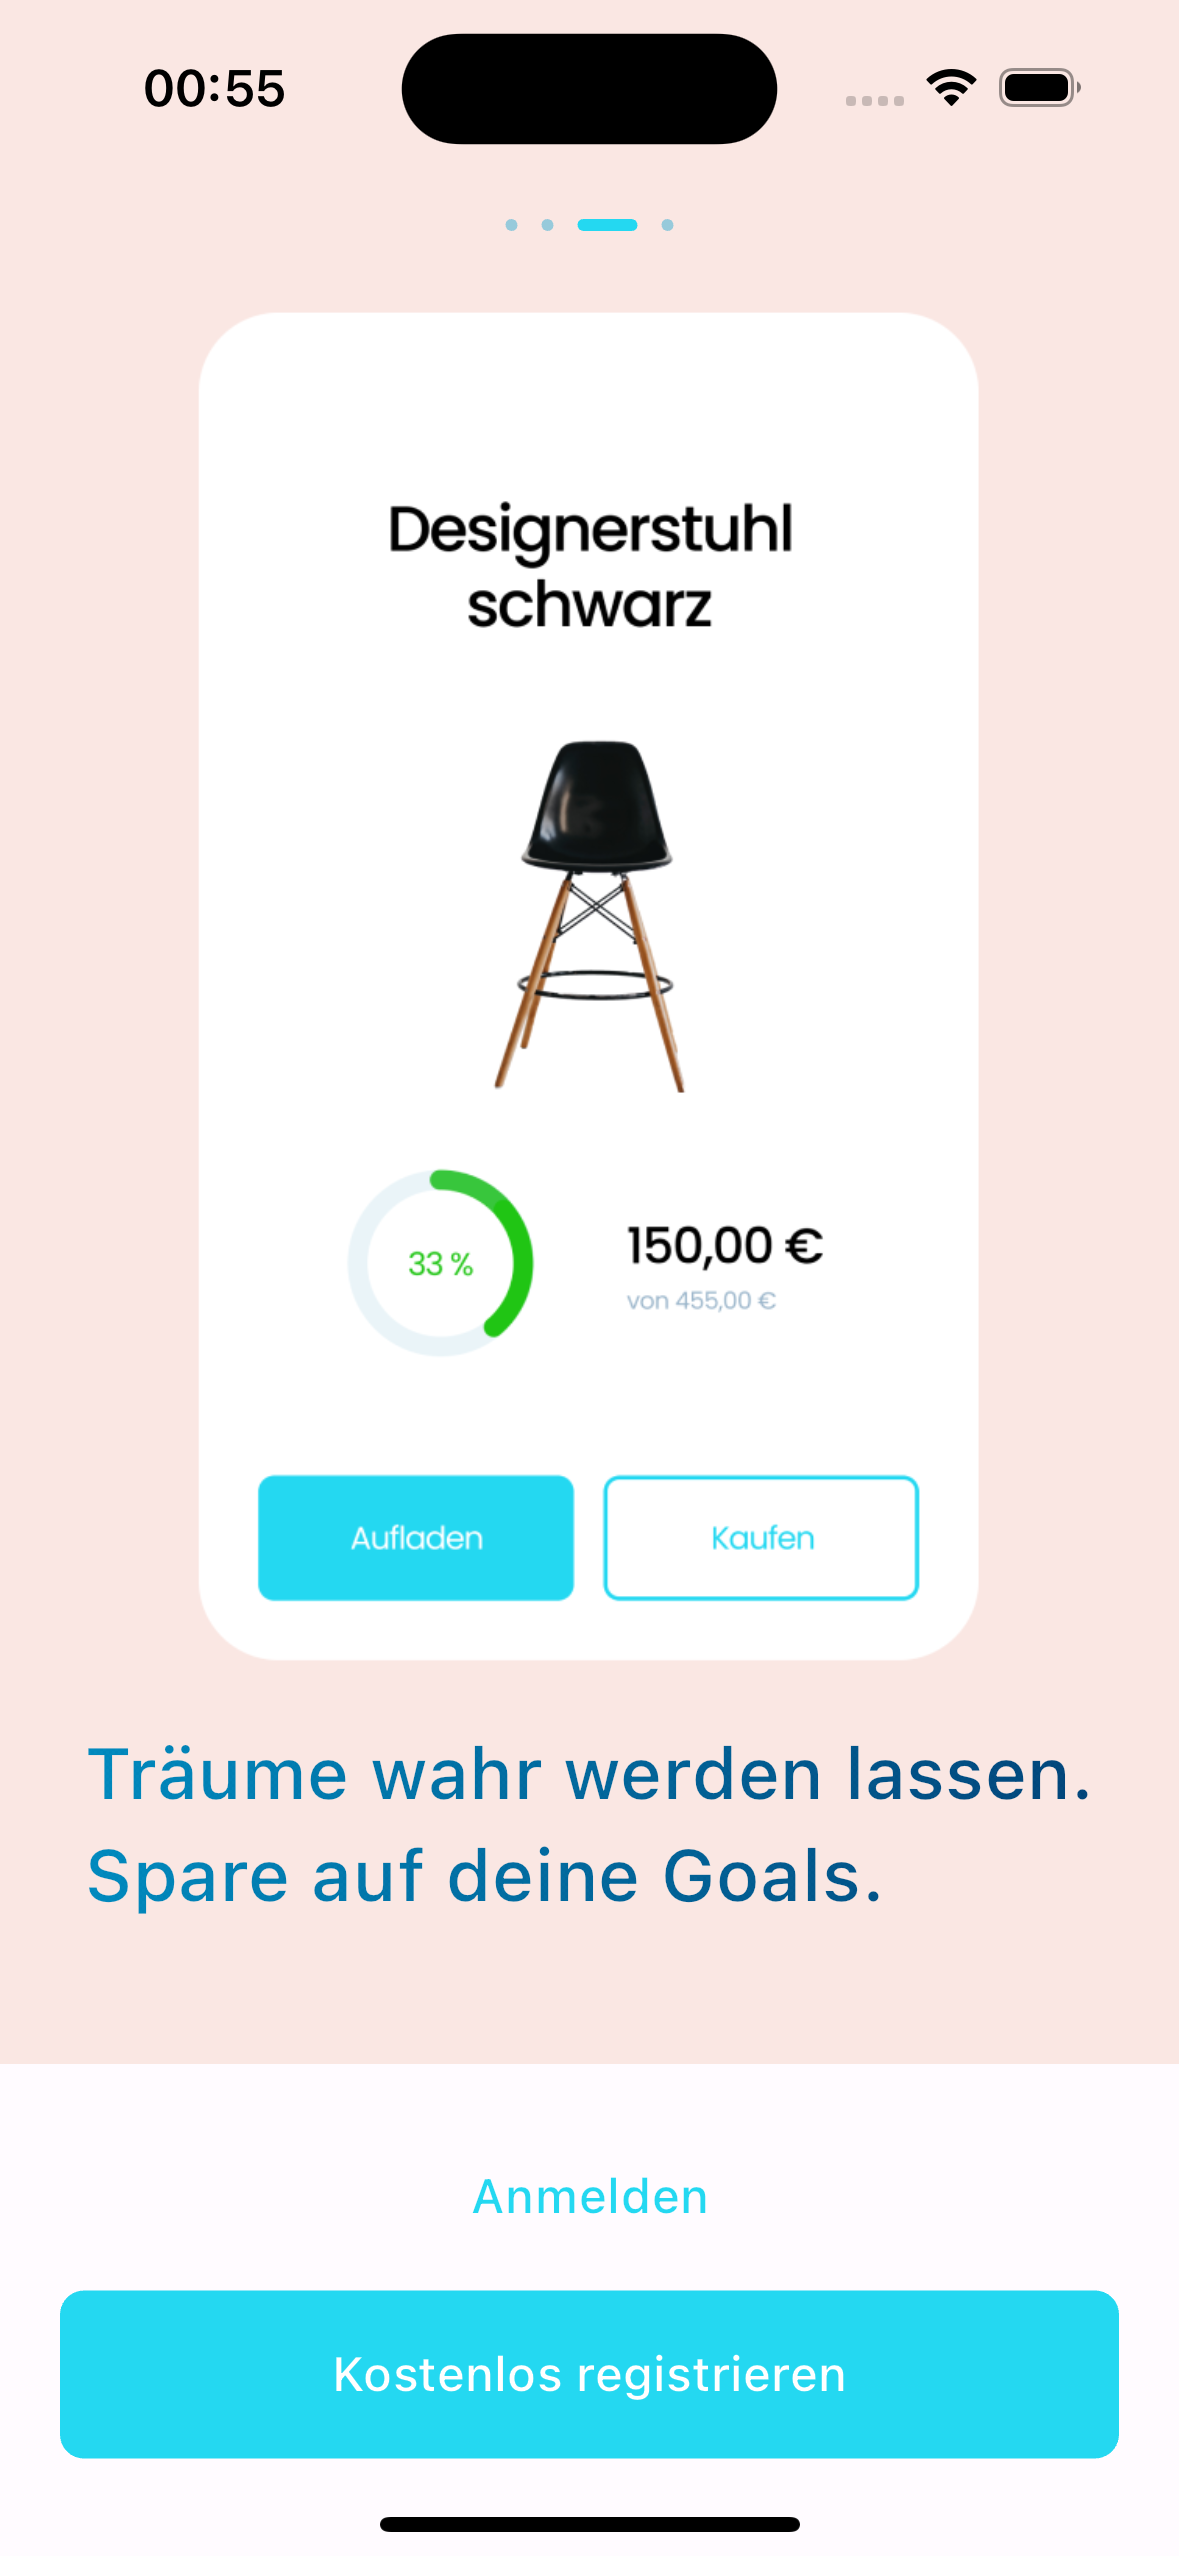 00:55
Designerstuhl
schwarz
33 %
150,00 €
von 455,00 €
Aufladen
Kaufen
Träume wahr werden lassen.
Spare auf deine Goals.
Anmelden
Kostenlos registrieren